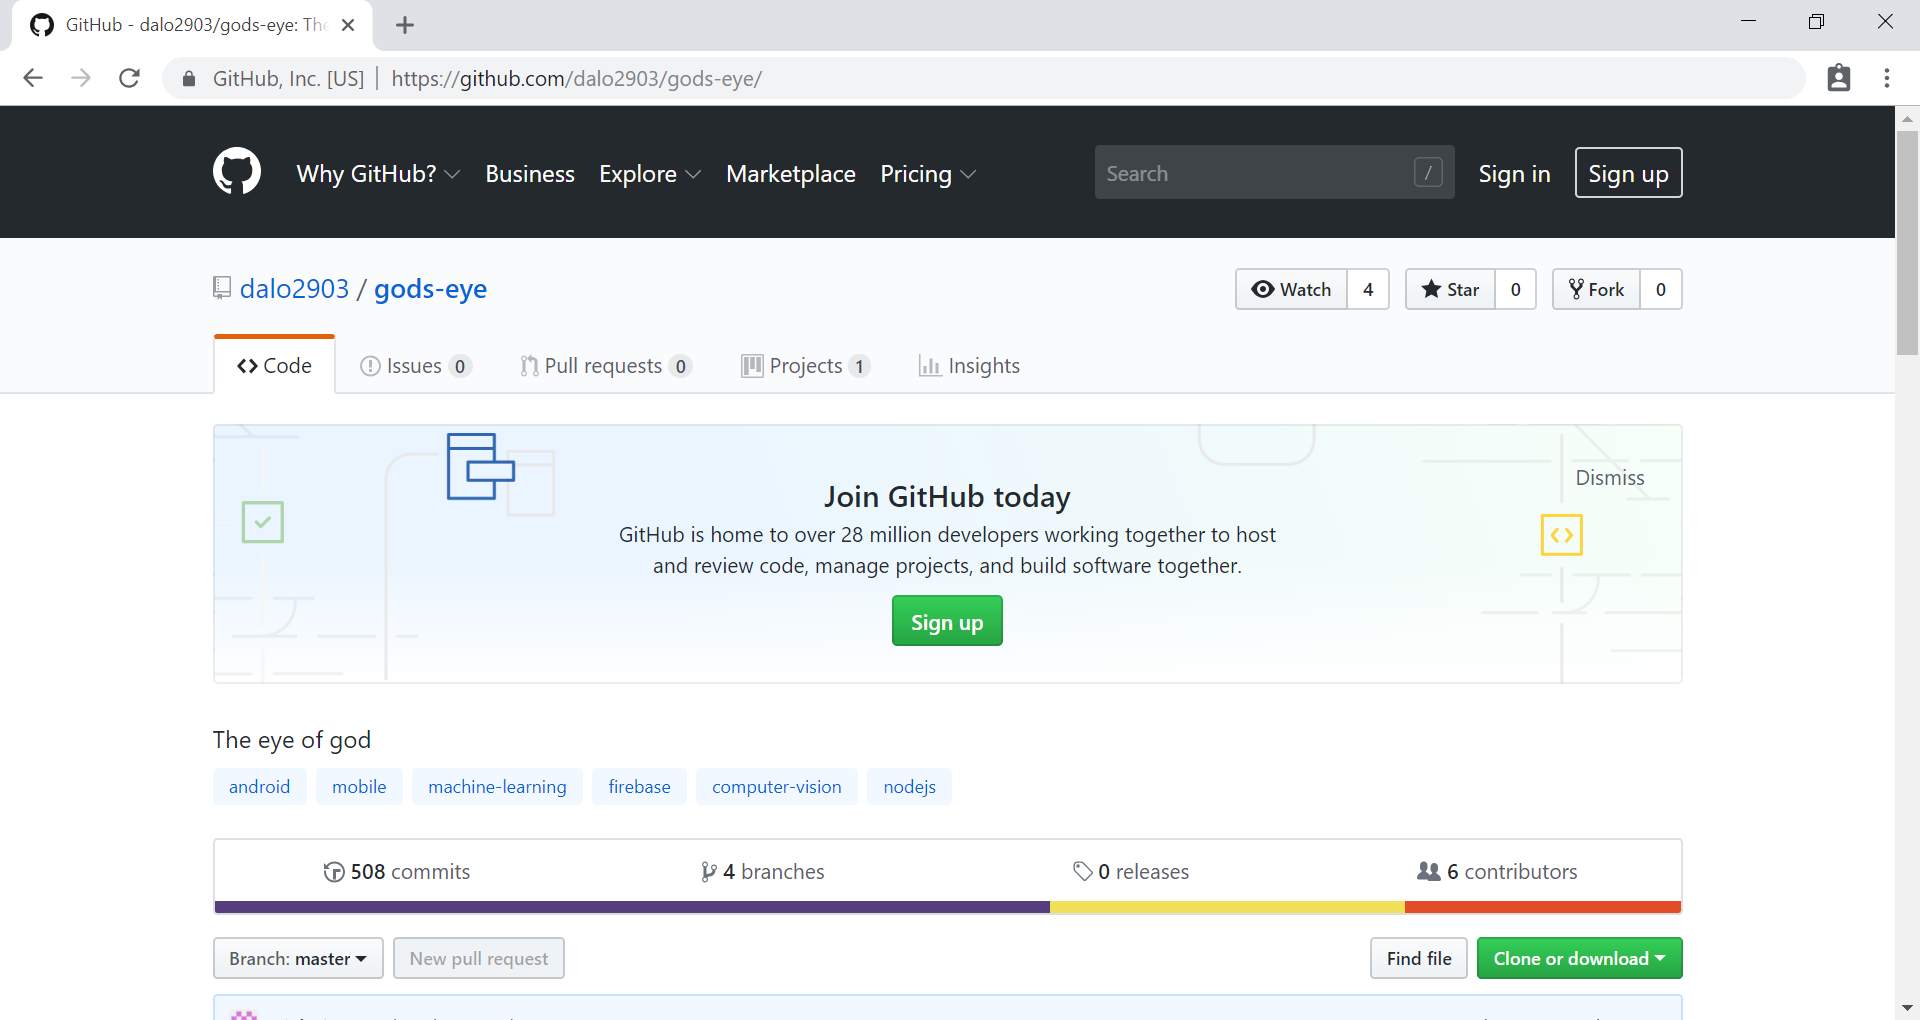 GitHub - dalo2903/gods-eye: The
GitHub, Inc. [US] | https://github.com/dalo2903/gods-eye/
Why GitHub? Business Explore Marketplace Pricing Search / Sign in Sign up
dalo2903 / gods-eye Watch 4 Star 0 Fork 0
Code Issues 0 Pull requests 0 Projects 1 Insights
Dismiss
Join GitHub today
GitHub is home to over 28 million developers working together to host
and review code, manage projects, and build software together.
Sign up
The eye of god
android mobile machine-learning firebase computer-vision nodejs
508 commits 4 branches 0 releases 6 contributors
Branch: master New pull request Find file Clone or download